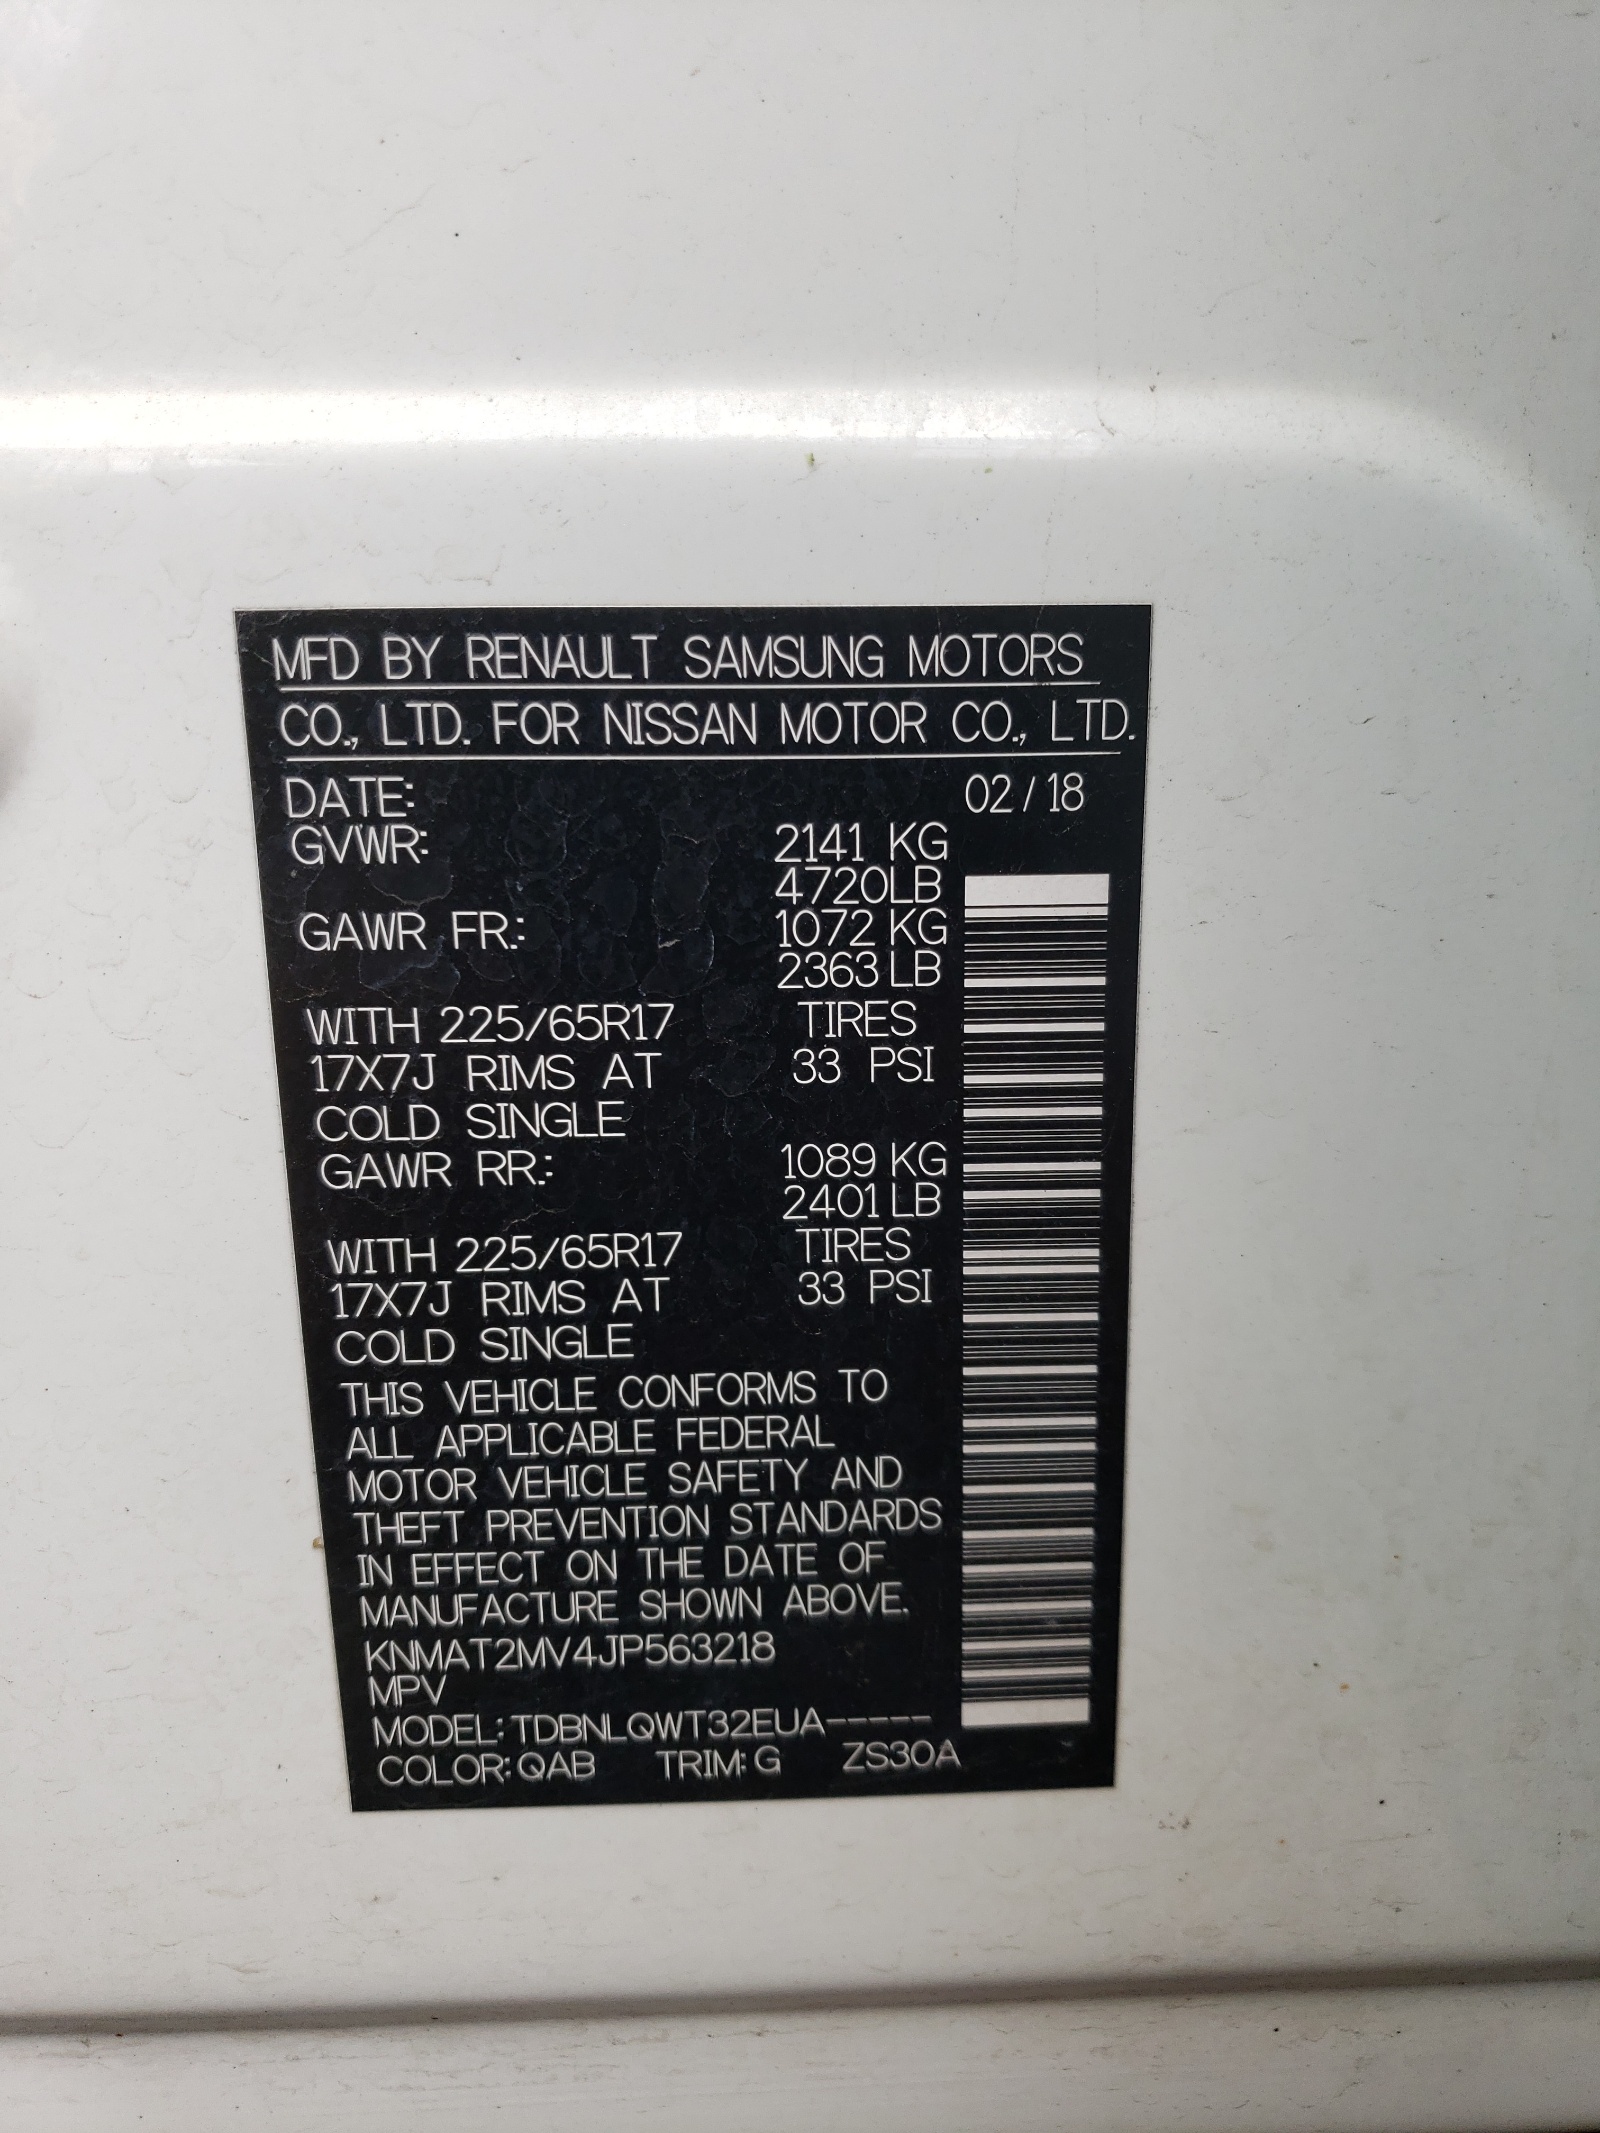 MFD BY RENAULT SAMSUNG MOTORS
CO., LTD. FOR NISSAN MOTOR CO., LTD.
DATE: 02 / 18
GVWR: 2141 KG
4720LB
GAWR FR.: 1072 KG
2363 LB
WITH 225/65R17 TIRES
17X7J RIMS AT 33 PSI
COLD SINGLE
GAWR RR.: 1089 KG
2401 LB
WITH 225/65R17 TIRES
17X7J RIMS AT 33 PSI
COLD SINGLE
THIS VEHICLE CONFORMS TO
ALL APPLICABLE FEDERAL
MOTOR VEHICLE SAFETY AND
THEFT PREVENTION STANDARDS
IN EFFECT ON THE DATE OF
MANUFACTURE SHOWN ABOVE.
KNMAT2MV4JP563218
MPV
MODEL: TDBNLQWT32EUA-----
COLOR: QAB TRIM: G ZS30A